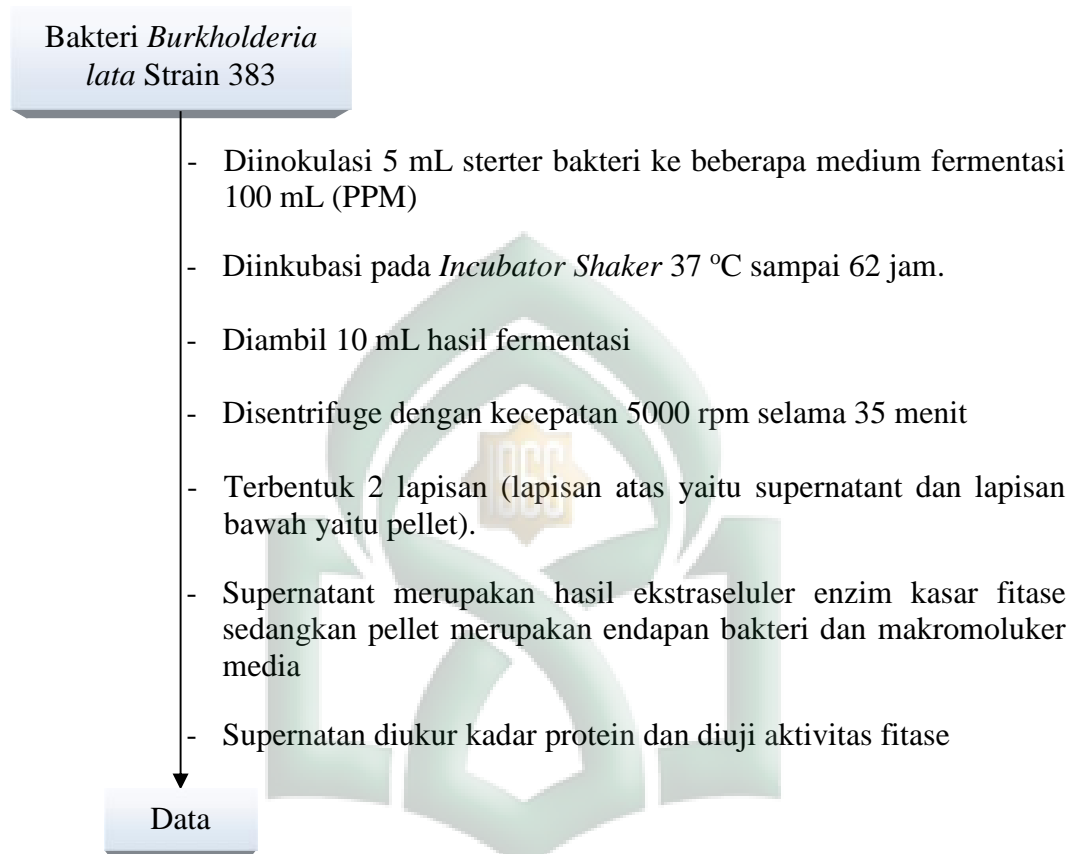 Bakteri Burkholderia
lata Strain 383
- Diinokulasi 5 mL sterter bakteri ke beberapa medium fermentasi
100 mL (PPM)
- Diinkubasi pada Incubator Shaker 37 °C sampai 62 jam.
- Diambil 10 mL hasil fermentasi
- Disentrifuge dengan kecepatan 5000 rpm selama 35 menit
- Terbentuk 2 lapisan (lapisan atas yaitu supernatant dan lapisan
bawah yaitu pellet).
- Supernatant merupakan hasil ekstraseluler enzim kasar fitase
sedangkan pellet merupakan endapan bakteri dan makromoluker
media
- Supernatan diukur kadar protein dan diuji aktivitas fitase
Data